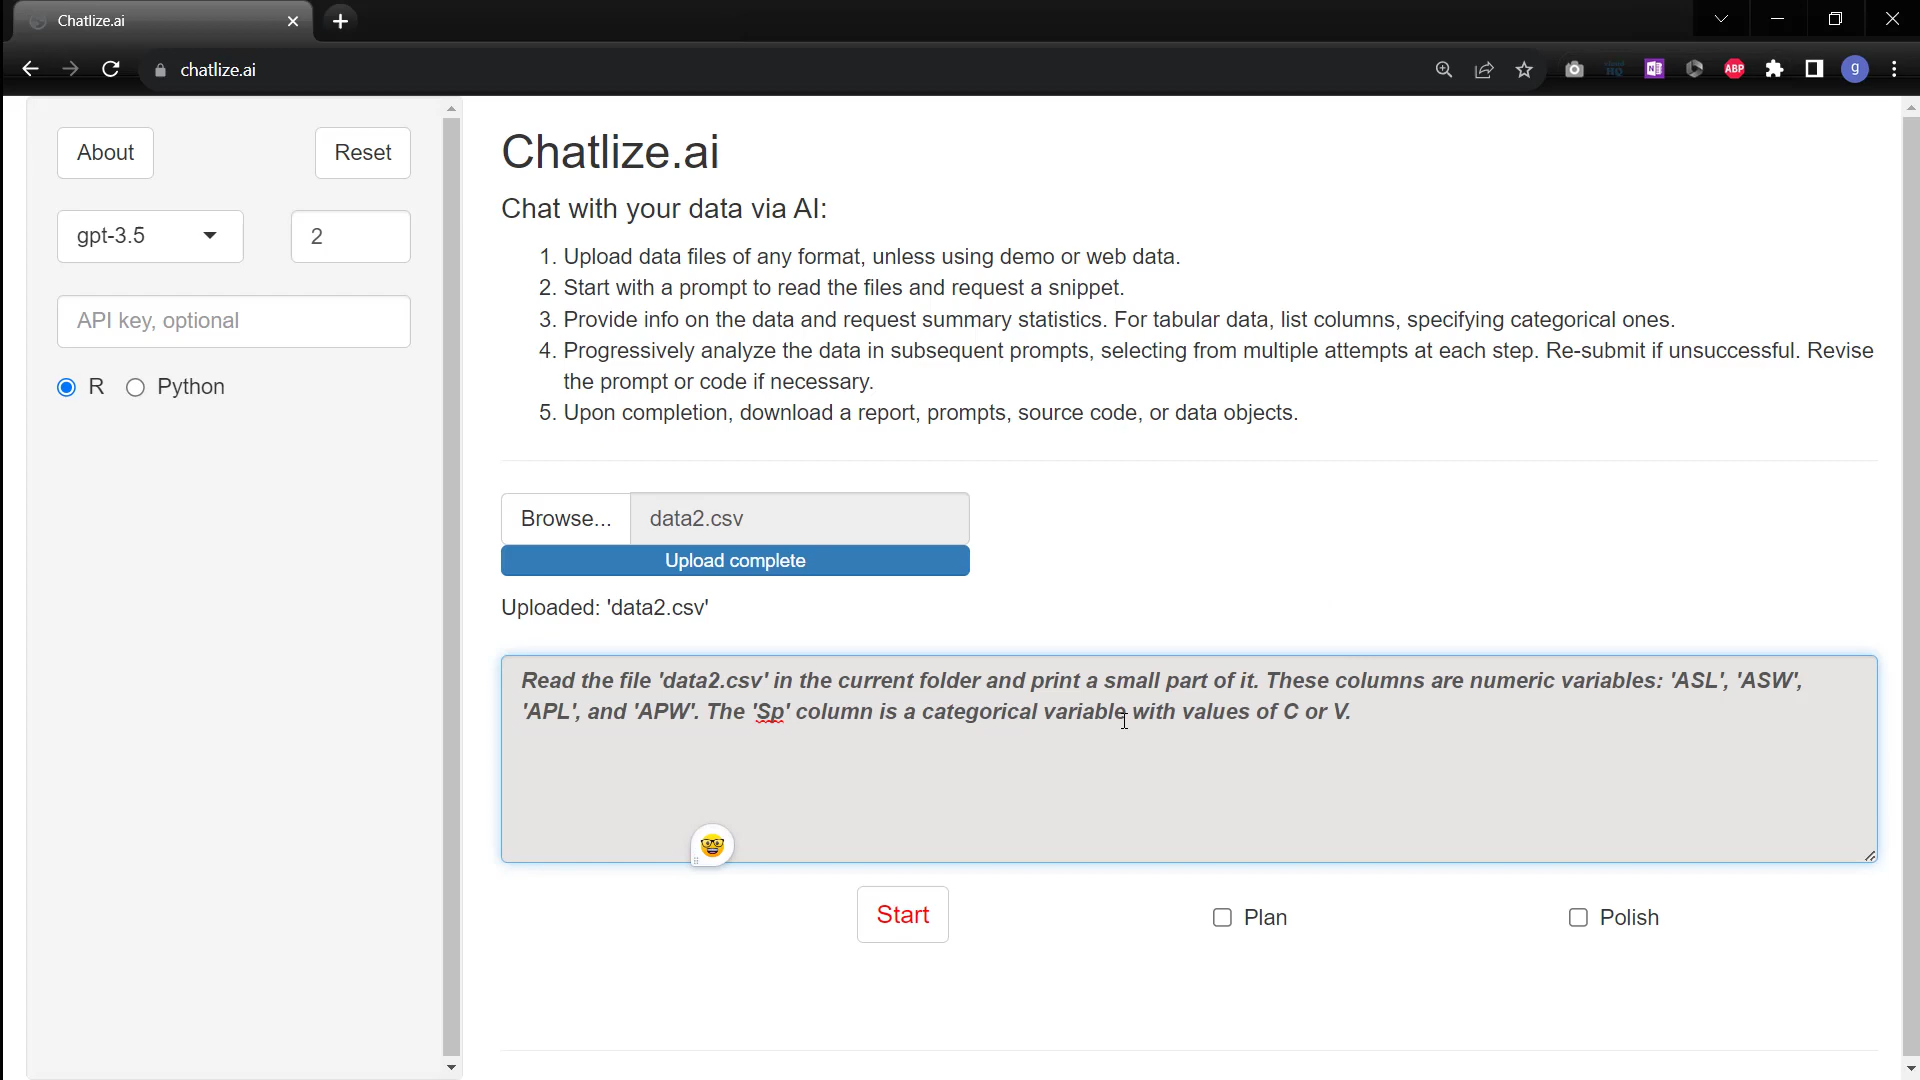 Chatlize.ai
chatlize.ai
ABP
g
About
Reset
gpt-3.5
2
API key, optional
R
Python
Chatlize.ai
Chat with your data via AI:
1. Upload data files of any format, unless using demo or web data.
2. Start with a prompt to read the files and request a snippet.
3. Provide info on the data and request summary statistics. For tabular data, list columns, specifying categorical ones.
4. Progressively analyze the data in subsequent prompts, selecting from multiple attempts at each step. Re-submit if unsuccessful. Revise
the prompt or code if necessary.
5. Upon completion, download a report, prompts, source code, or data objects.
Browse...
data2.csv
Upload complete
Uploaded: 'data2.csv'
Read the file 'data2.csv' in the current folder and print a small part of it. These columns are numeric variables: 'ASL', 'ASW',
'APL', and 'APW'. The 'Sp' column is a categorical variable with values of C or V.
Start
Plan
Polish